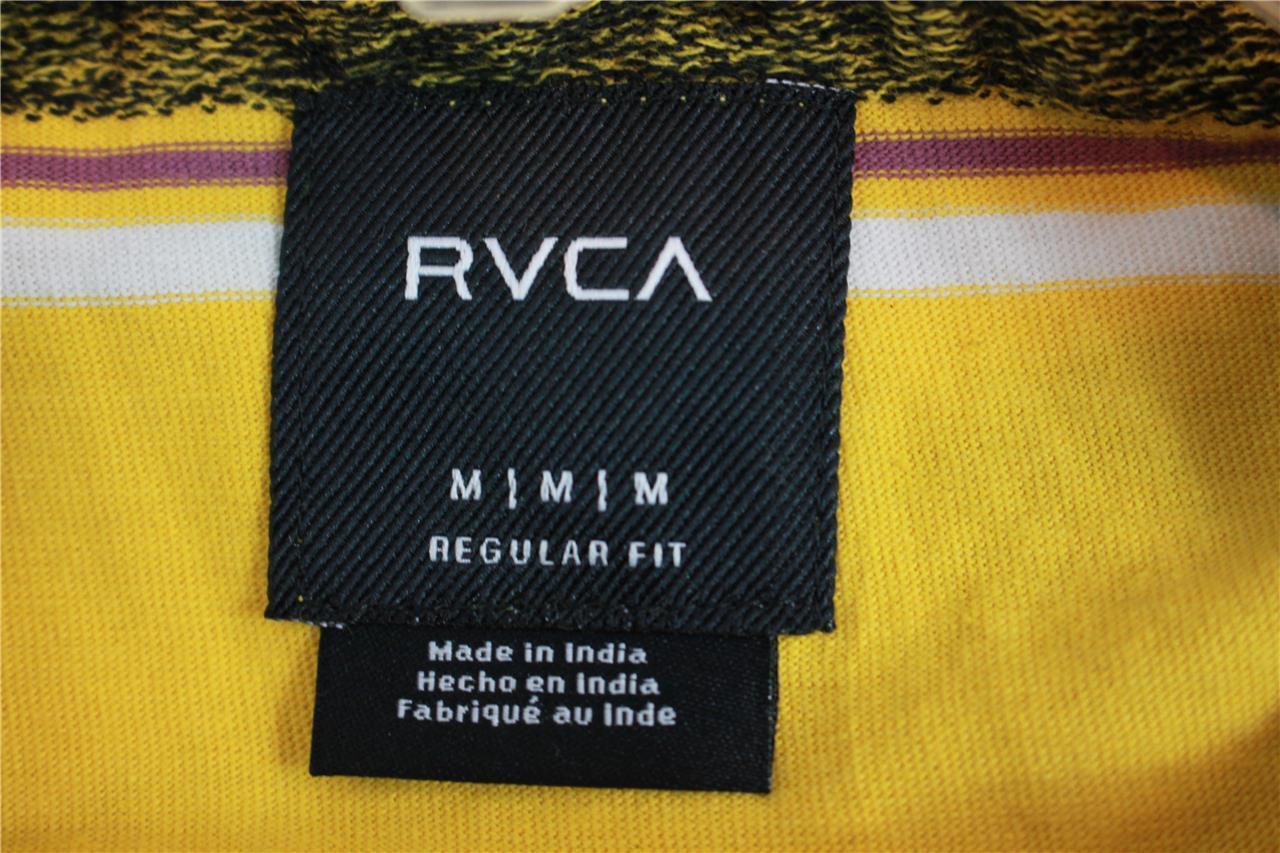 RVCA
M | M | M
REGULAR FIT
Made in India
Hecho en India
Fabriqué au Inde